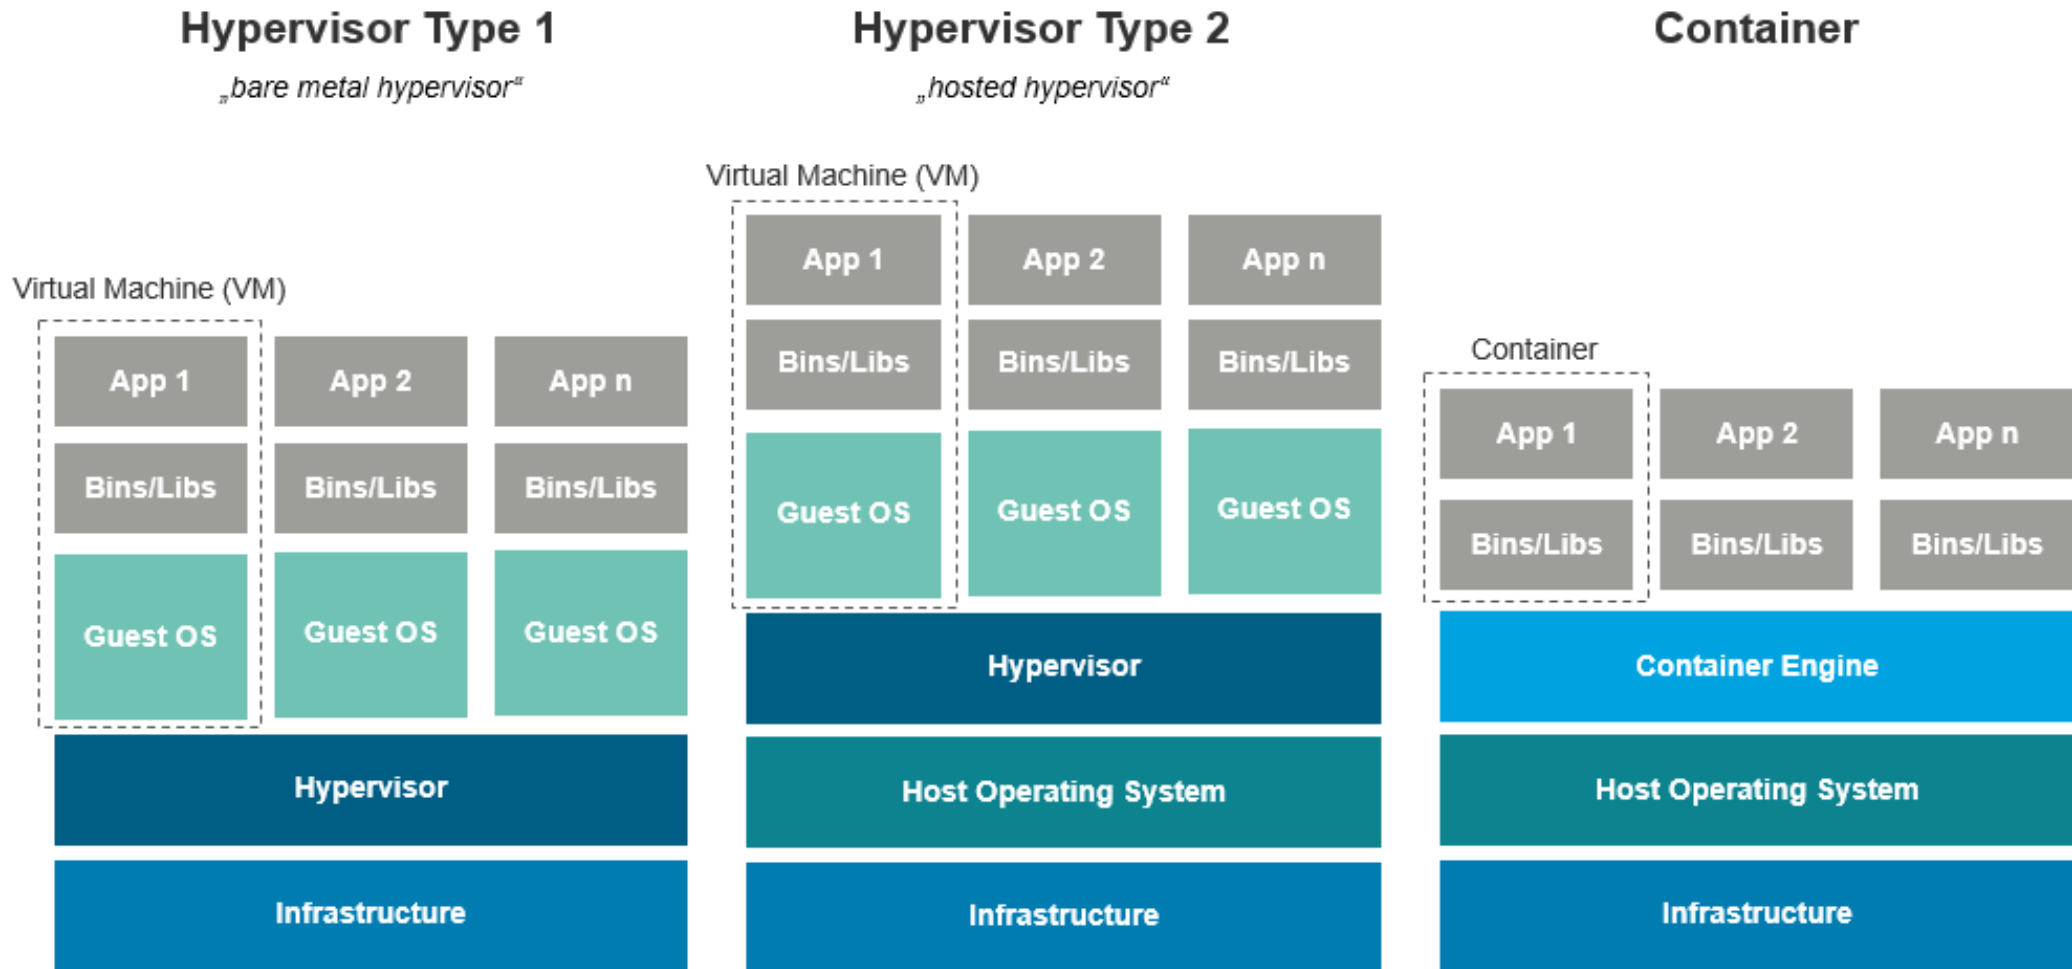 Hypervisor Type 1
„bare metal hypervisor“
Virtual Machine (VM)
App 1
App 2
App n
Bins/Libs
Bins/Libs
Bins/Libs
Guest OS
Guest OS
Guest OS
Hypervisor
Infrastructure
Hypervisor Type 2
„hosted hypervisor“
Virtual Machine (VM)
App 1
App 2
App n
Bins/Libs
Bins/Libs
Bins/Libs
Guest OS
Guest OS
Guest OS
Hypervisor
Host Operating System
Infrastructure
Container
Container
App 1
App 2
App n
Bins/Libs
Bins/Libs
Bins/Libs
Container Engine
Host Operating System
Infrastructure